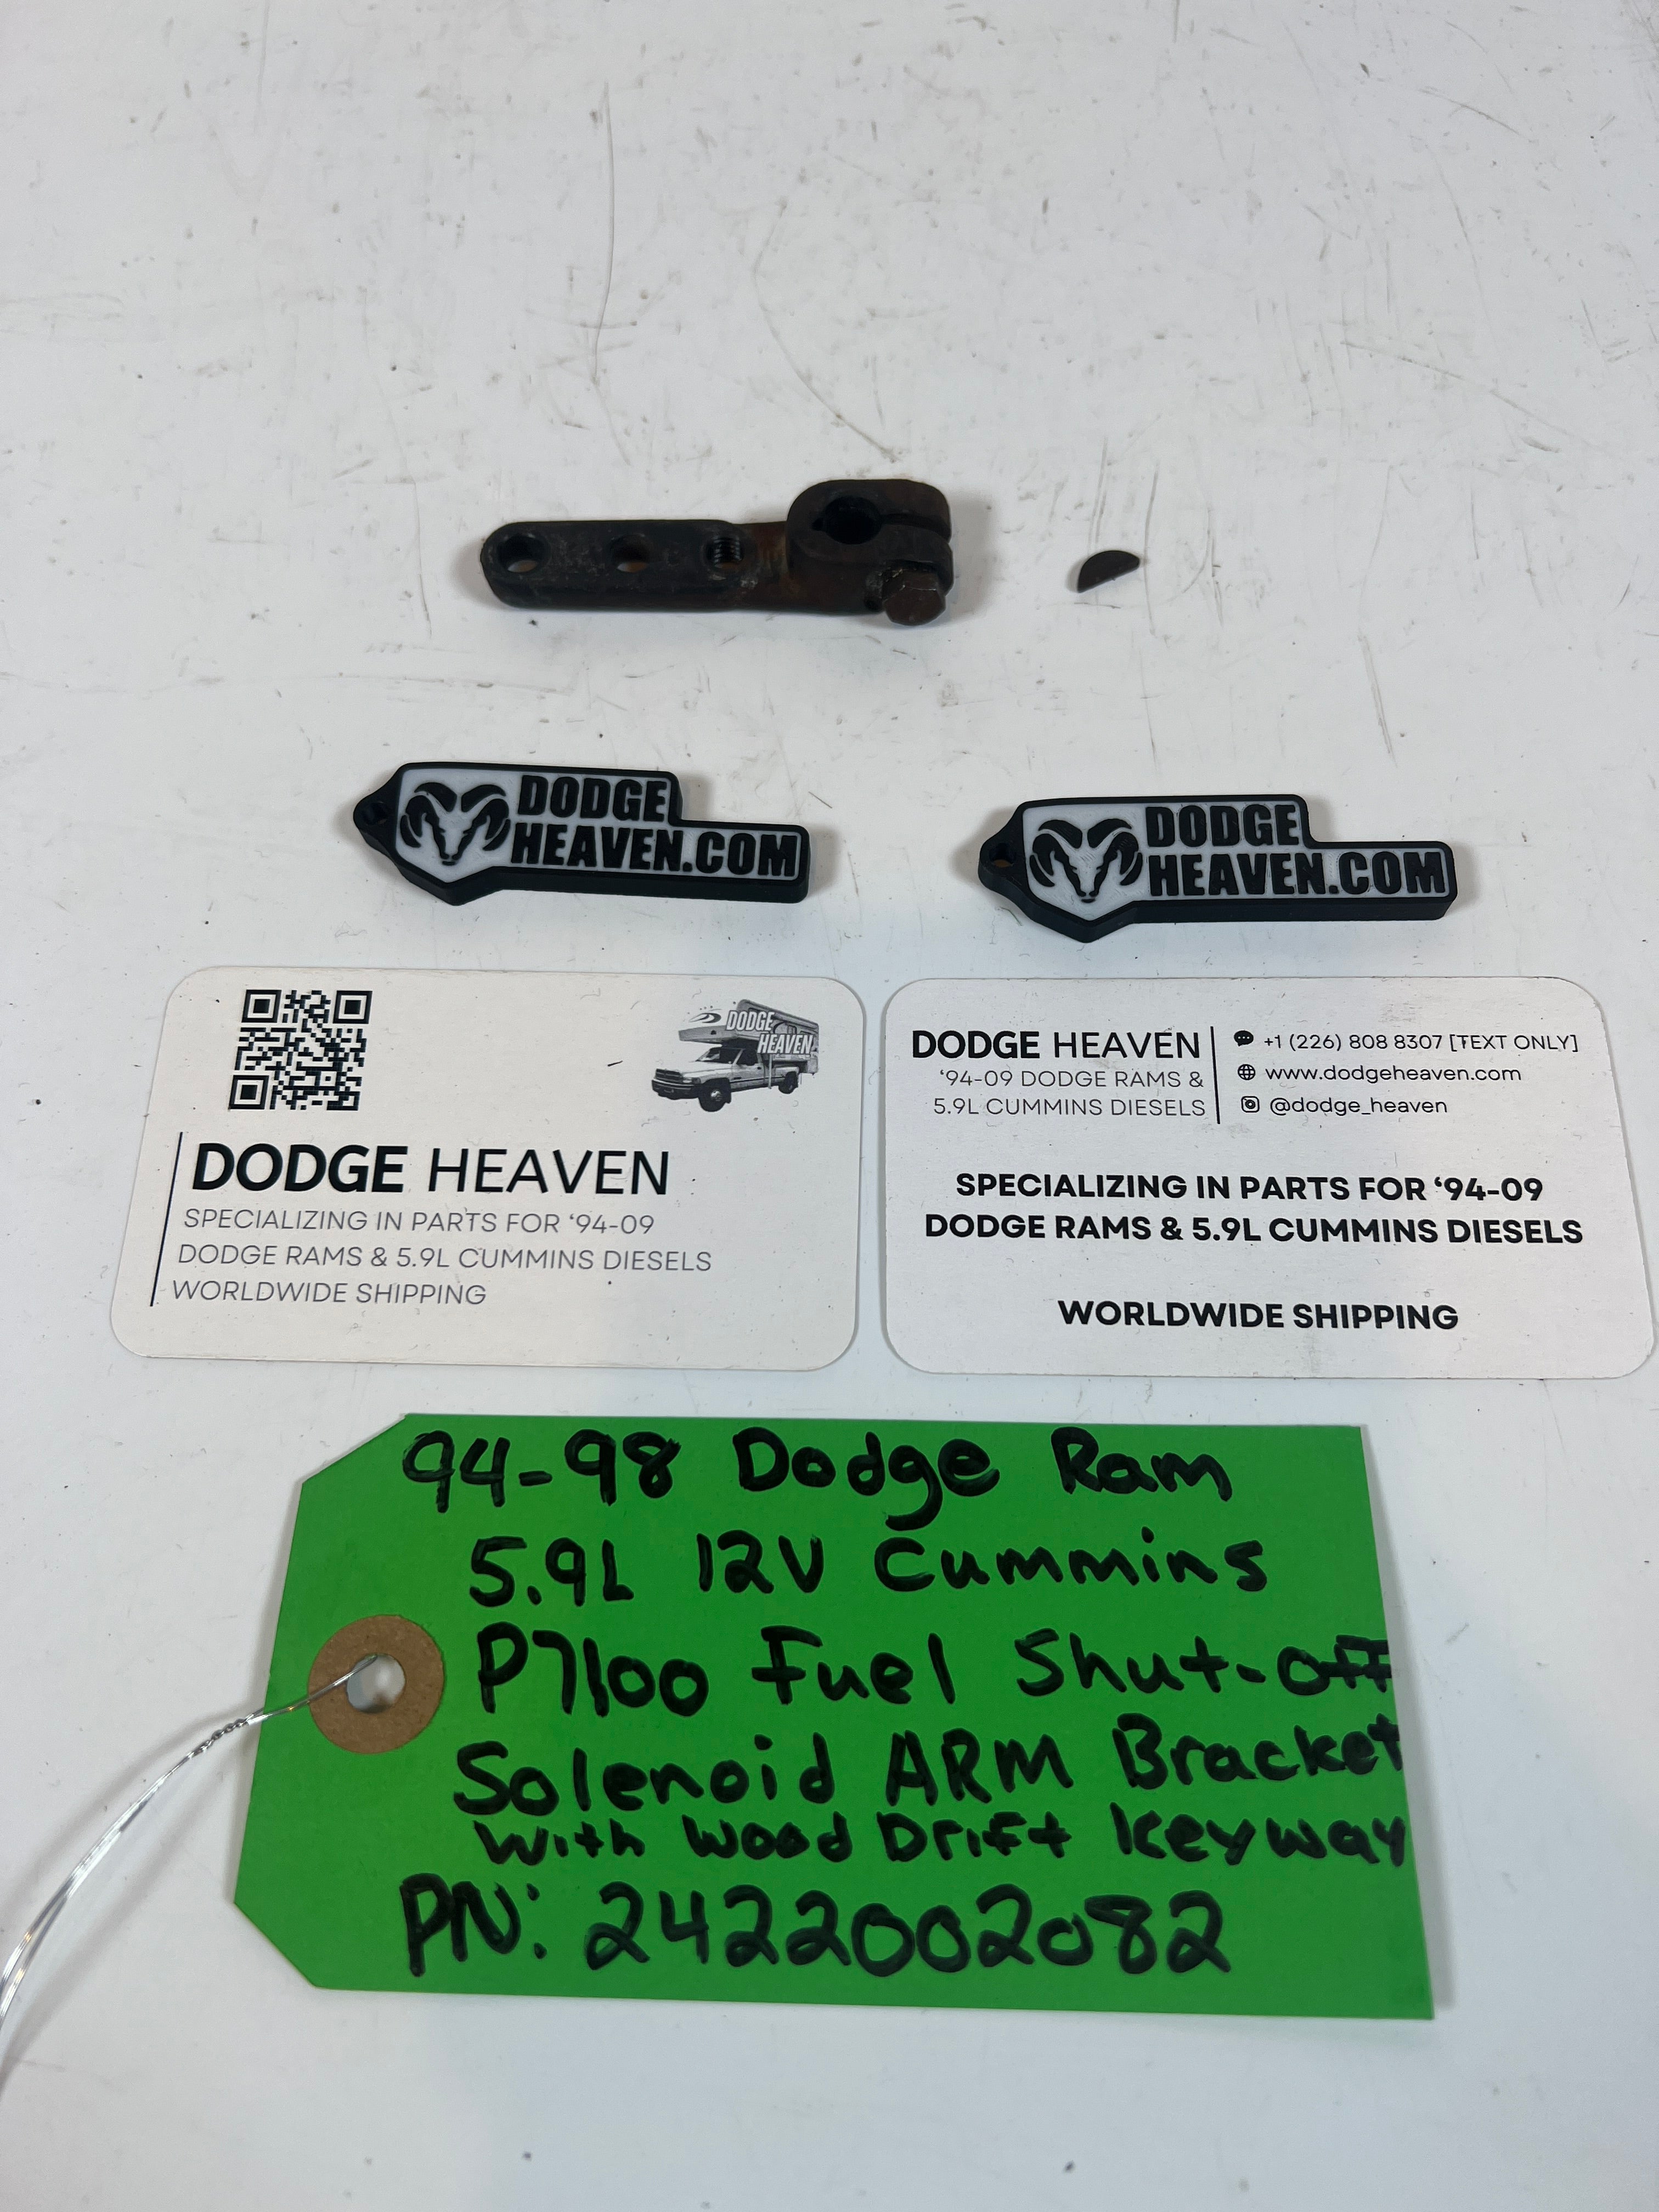 DODGE
HEAVEN.COM
DODGE
HEAVEN.COM
DODGE
HEAVEN
DODGE HEAVEN
SPECIALIZING IN PARTS FOR ‘94-09
DODGE RAMS & 5.9L CUMMINS DIESELS
WORLDWIDE SHIPPING
DODGE HEAVEN
‘94-09 DODGE RAMS &
5.9L CUMMINS DIESELS
+1 (226) 808 8307 [TEXT ONLY]
www.dodgeheaven.com
@dodge_heaven
SPECIALIZING IN PARTS FOR ‘94-09
DODGE RAMS & 5.9L CUMMINS DIESELS
WORLDWIDE SHIPPING
94-98 Dodge Ram
5.9L 12V Cummins
P7100 Fuel Shut-off
Solenoid ARM Bracket
With Wood Drift Keyway
PN: 2422002082